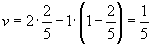 v = 2 · 2/5 − 1 · (1 − 2/5) = 1/5